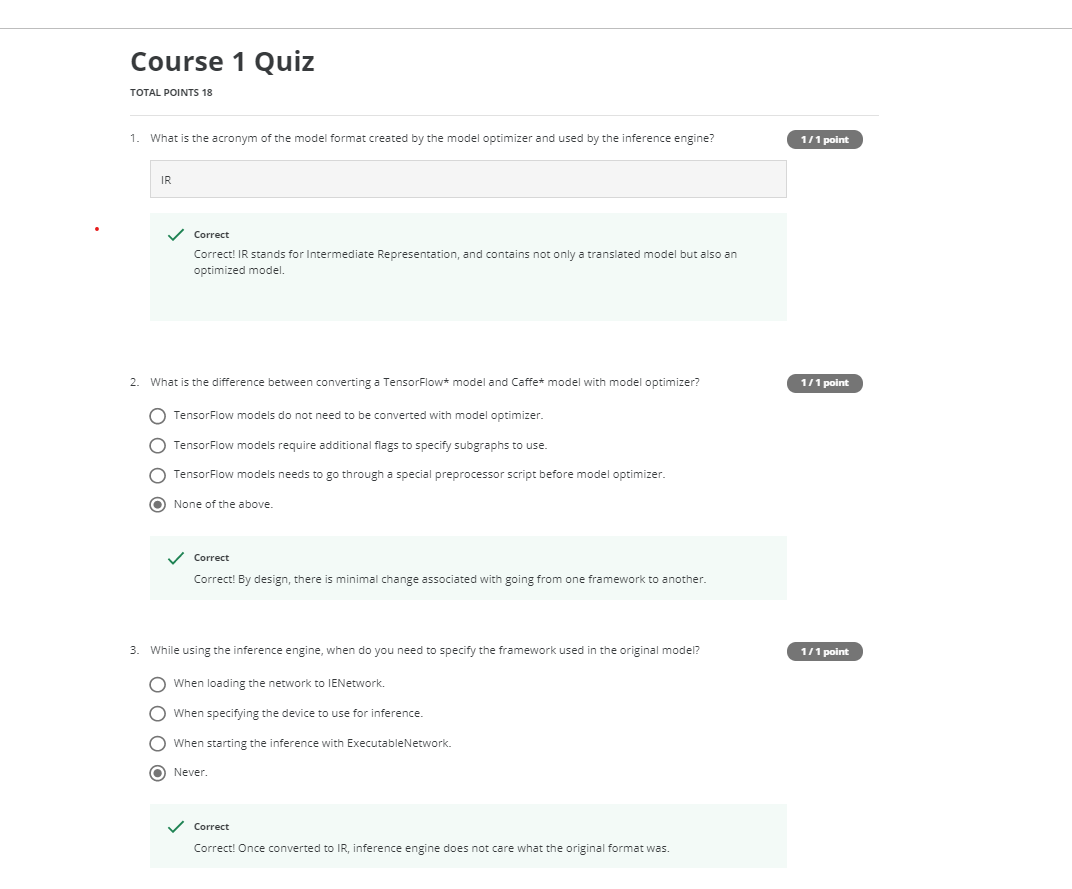 Course 1 Quiz
TOTAL POINTS 18
1. What is the acronym of the model format created by the model optimizer and used by the inference engine?
1 / 1 point
IR
Correct
Correct! IR stands for Intermediate Representation, and contains not only a translated model but also an
optimized model.
2. What is the difference between converting a TensorFlow* model and Caffe* model with model optimizer?
1 / 1 point
TensorFlow models do not need to be converted with model optimizer.
TensorFlow models require additional flags to specify subgraphs to use.
TensorFlow models needs to go through a special preprocessor script before model optimizer.
None of the above.
Correct
Correct! By design, there is minimal change associated with going from one framework to another.
3. While using the inference engine, when do you need to specify the framework used in the original model?
1 / 1 point
When loading the network to IENetwork.
When specifying the device to use for inference.
When starting the inference with ExecutableNetwork.
Never.
Correct
Correct! Once converted to IR, inference engine does not care what the original format was.